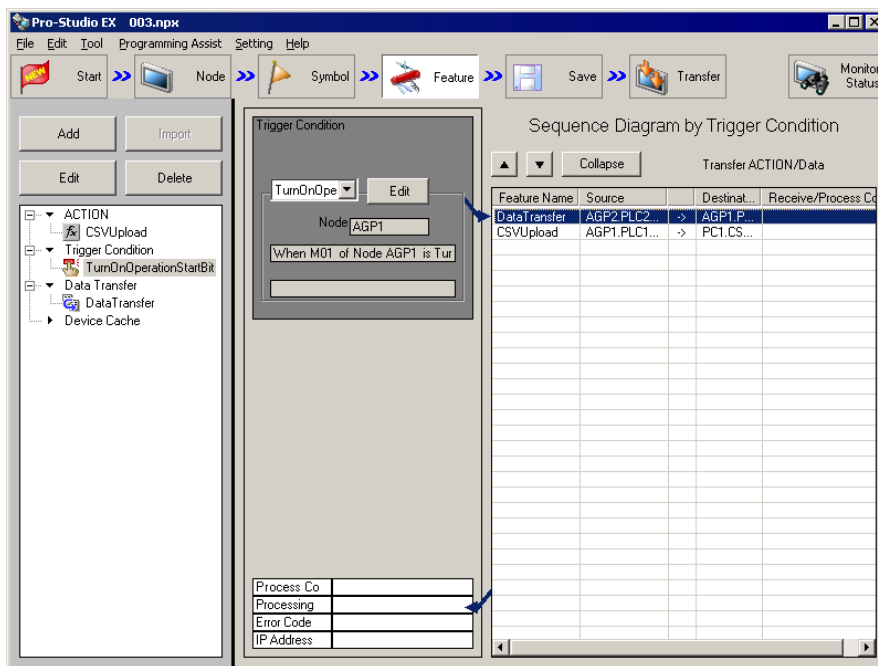 Pro-Studio EX 003.npx
File Edit Tool Programming Assist Setting Help
NEW Start Node Symbol Feature Save Transfer Monitor Status
Add Import
Edit Delete
ACTION
fx CSVUpload
Trigger Condition
TurnOnOperationStartBit
Data Transfer
DataTransfer
Device Cache
Trigger Condition
TurnOnOpe Edit
Node AGP1
When M01 of Node AGP1 is Tur
Process Co
Processing
Error Code
IP Address
Sequence Diagram by Trigger Condition
Collapse Transfer ACTION/Data
Feature Name Source Destinat... Receive/Process Co
DataTransfer AGP2.PLC2... -> AGP1.P...
CSVUpload AGP1.PLC1... -> PC1.CS...